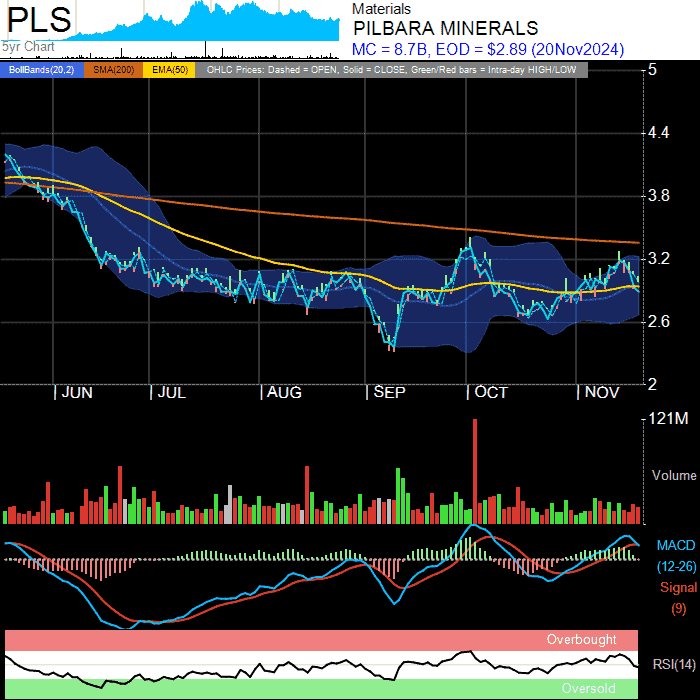 PLS
5yr Chart
Materials
PILBARA MINERALS
MC = 8.7B, EOD = $2.89 (20Nov2024)
BollBands(20,2) SMA(200) EMA(50) OHLC Prices: Dashed = OPEN, Solid = CLOSE, Green/Red bars = Intra-day HIGH/LOW
5
4.4
3.8
3.2
2.6
2
| JUN | JUL | AUG | SEP | OCT | NOV
121M
Volume
MACD
(12-26)
Signal
(9)
Overbought
RSI(14)
Oversold